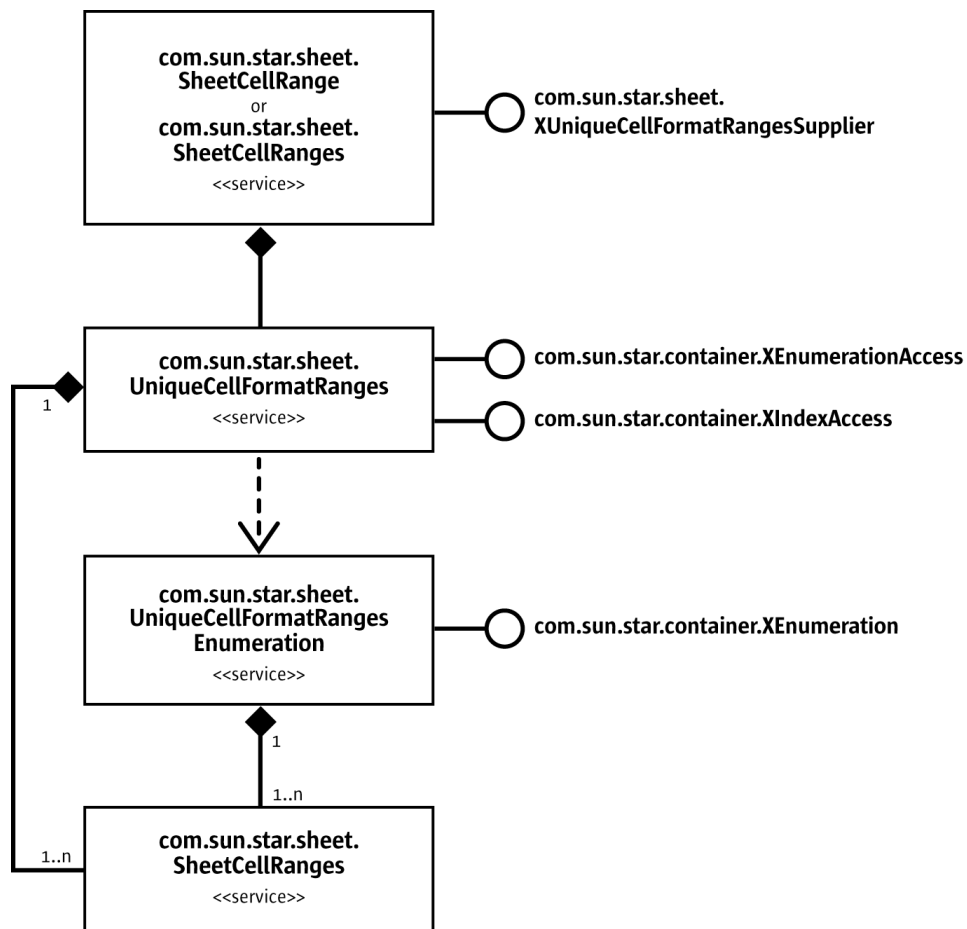 com.sun.star.sheet.
SheetCellRange
or
com.sun.star.sheet.
SheetCellRanges
<<service>>
com.sun.star.sheet.
XUniqueCellFormatRangesSupplier
com.sun.star.sheet.
UniqueCellFormatRanges
<<service>>
com.sun.star.container.XEnumerationAccess
com.sun.star.container.XIndexAccess
1
com.sun.star.sheet.
UniqueCellFormatRanges
Enumeration
<<service>>
com.sun.star.container.XEnumeration
1
1..n
1..n
com.sun.star.sheet.
SheetCellRanges
<<service>>